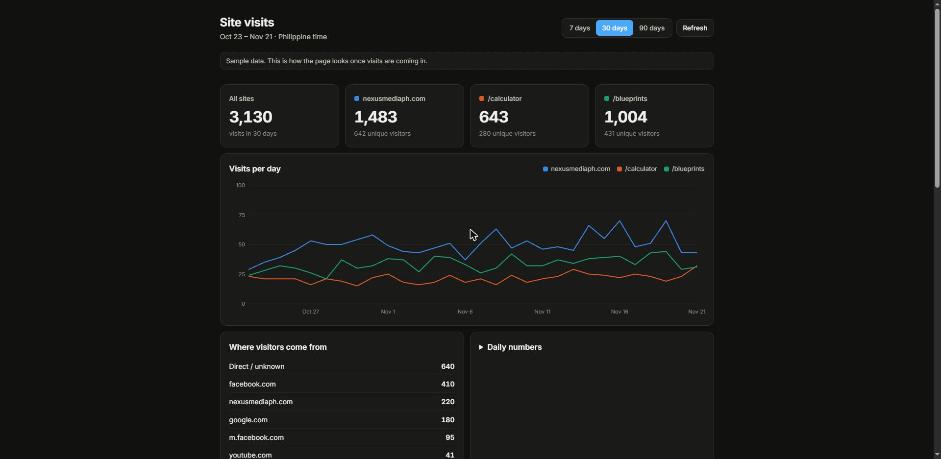 Site visits
Oct 23 – Nov 21 · Philippine time
7 days 30 days 90 days Refresh
Sample data. This is how the page looks once visits are coming in.
All sites
3,130
visits in 30 days
nexusmediaph.com
1,483
642 unique visitors
/calculator
643
280 unique visitors
/blueprints
1,004
431 unique visitors
Visits per day
nexusmediaph.com /calculator /blueprints
100
75
50
25
0
Oct 27 Nov 1 Nov 6 Nov 11 Nov 16 Nov 21
Where visitors come from
Direct / unknown 640
facebook.com 410
nexusmediaph.com 220
google.com 180
m.facebook.com 95
youtube.com 41
Daily numbers